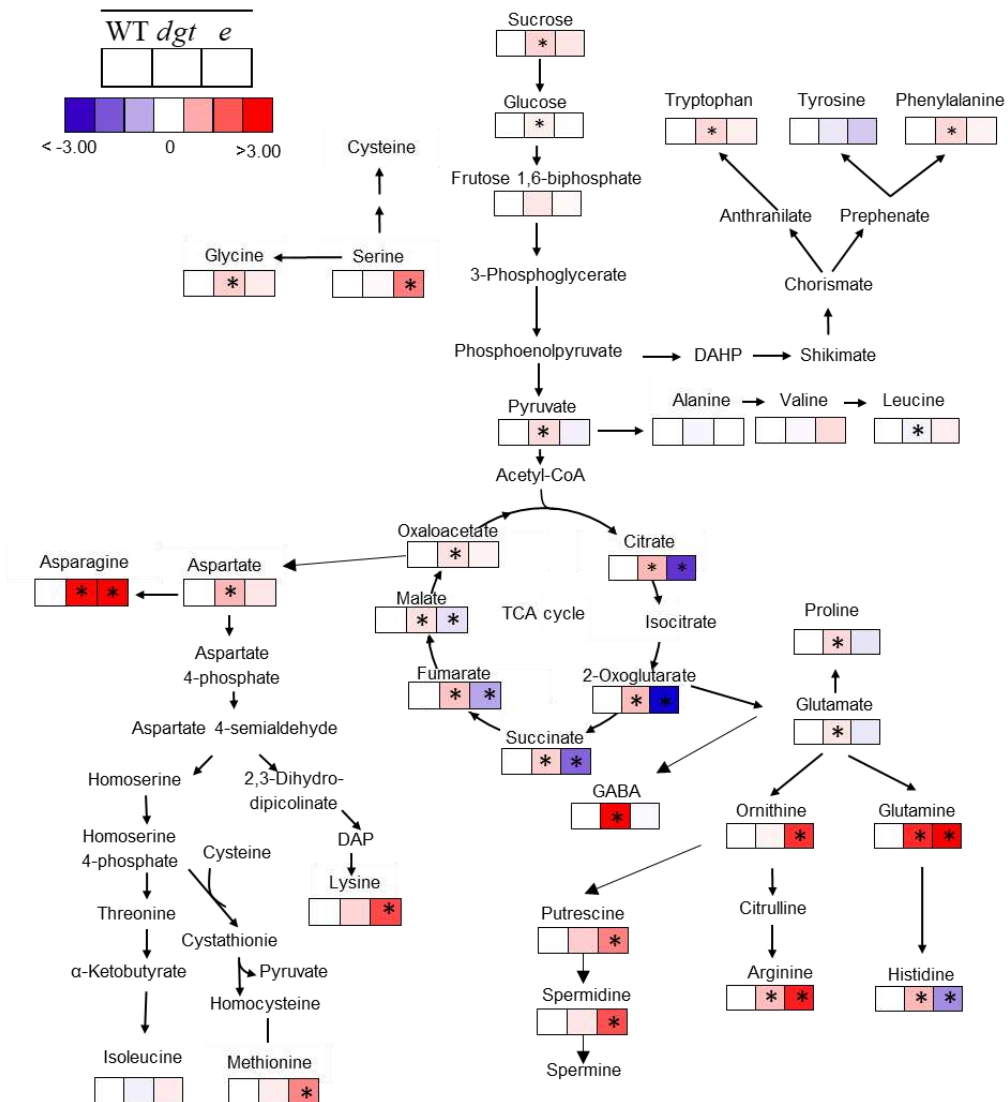 WT dgt e
< -3.00 0 >3.00
Sucrose
*
Glucose
*
Frutose 1,6-biphosphate
3-Phosphoglycerate
Phosphoenolpyruvate
DAHP
Shikimate
Chorismate
Anthranilate
Prephenate
Tryptophan
*
Tyrosine
Phenylalanine
*
Cysteine
Glycine
*
Serine
*
Pyruvate
*
Alanine
Valine
Leucine
*
Acetyl-CoA
Oxaloacetate
*
Citrate
* *
TCA cycle
Isocitrate
Malate
* *
Fumarate
* *
2-Oxoglutarate
* *
Succinate
* *
Asparagine
* *
Aspartate
*
Aspartate
4-phosphate
Aspartate 4-semialdehyde
Homoserine
2,3-Dihydro-
dipicolinate
Homoserine
4-phosphate
Cysteine
DAP
Lysine
*
Threonine
Cystathionie
α-Ketobutyrate
Pyruvate
Homocysteine
Isoleucine
Methionine
*
Proline
*
Glutamate
*
GABA
*
Ornithine
*
Glutamine
* *
Putrescine
*
Citrulline
Spermidine
*
Arginine
* *
Histidine
* *
Spermine